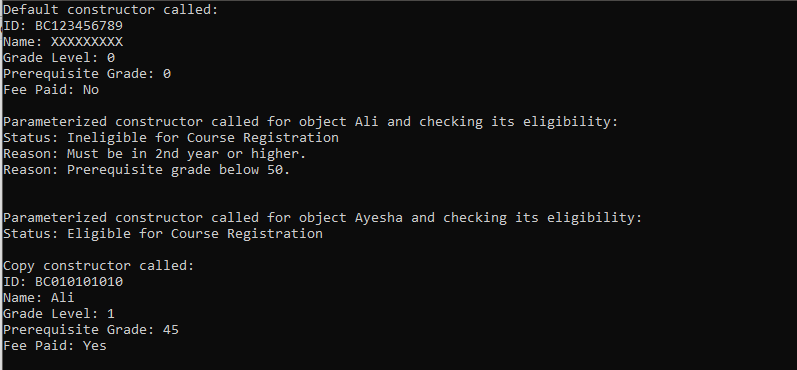 Default constructor called:
ID: BC123456789
Name: XXXXXXXXX
Grade Level: 0
Prerequisite Grade: 0
Fee Paid: No
Parameterized constructor called for object Ali and checking its eligibility:
Status: Ineligible for Course Registration
Reason: Must be in 2nd year or higher.
Reason: Prerequisite grade below 50.
Parameterized constructor called for object Ayesha and checking its eligibility:
Status: Eligible for Course Registration
Copy constructor called:
ID: BC010101010
Name: Ali
Grade Level: 1
Prerequisite Grade: 45
Fee Paid: Yes